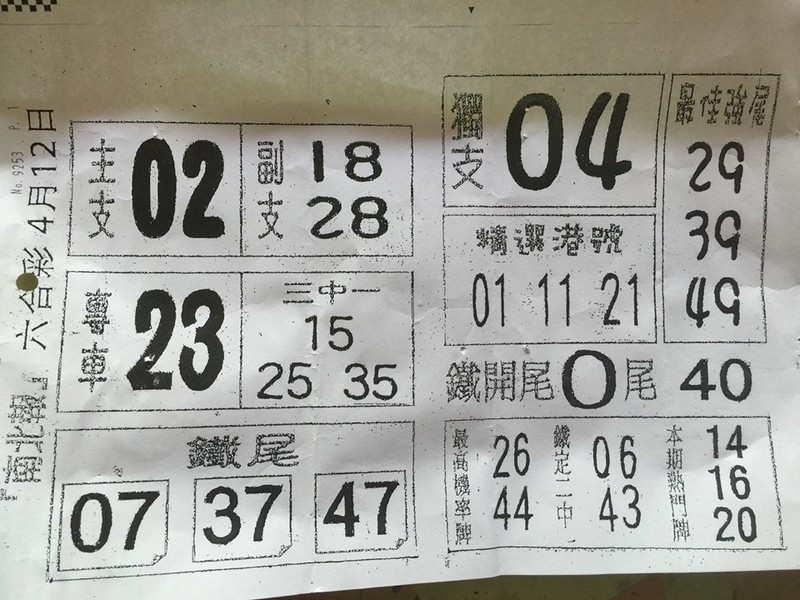 No. 9253 P. 1
『南北報』 六合彩 4月12日
主支 02
副支 18 28
專車 23
三中一
15
25 35
鐵尾
07 37 47
獨支 04
精選港號
01 11 21
最佳強尾
29
39
49
鐵開尾 0 尾 40
最高機率牌 26 44
鐵定二中一 06 43
本期熱門牌 14 16 20